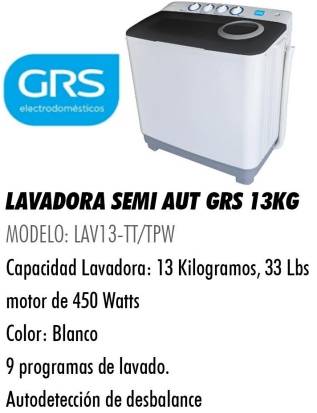 GRS
electrodomésticos
LAVADORA SEMI AUT GRS 13KG
MODELO: LAV13-TT/TPW
Capacidad Lavadora: 13 Kilogramos, 33 Lbs
motor de 450 Watts
Color: Blanco
9 programas de lavado.
Autodetección de desbalance